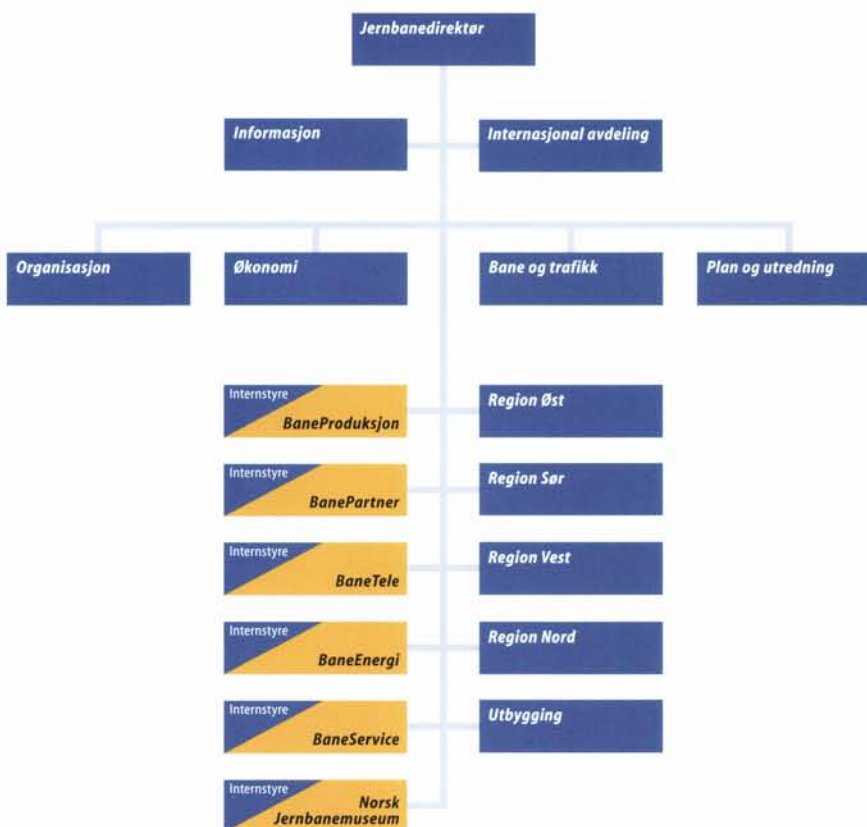 Jernbanedirektør
Informasjon
Internasjonal avdeling
Organisasjon
Økonomi
Bane og trafikk
Plan og utredning
Internstyre
BaneProduksjon
Region Øst
Internstyre
BanePartner
Region Sør
Internstyre
BaneTele
Region Vest
Internstyre
BaneEnergi
Region Nord
Internstyre
BaneService
Utbygging
Internstyre
Norsk
Jernbanemuseum